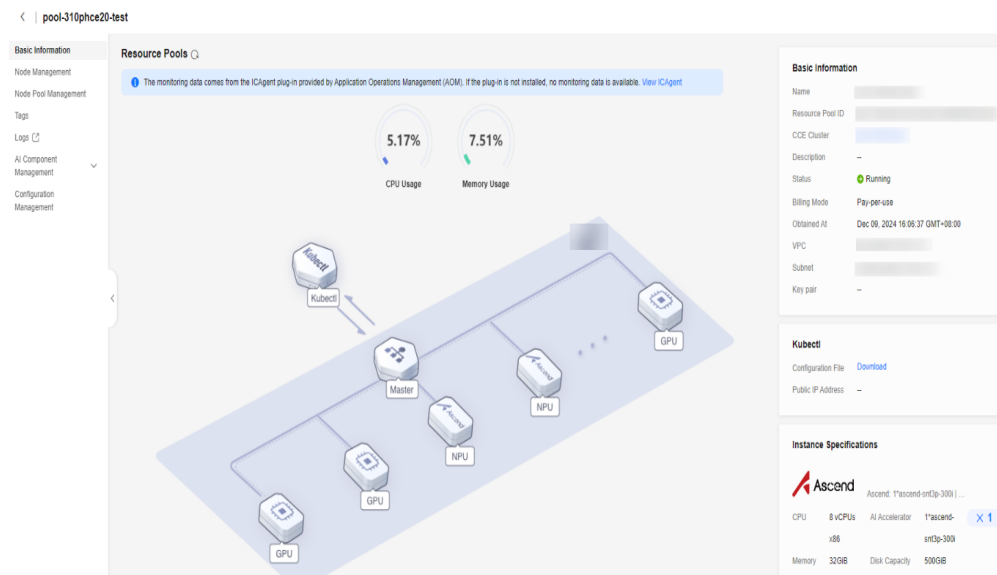 pool-310phce20-test
Basic Information
Node Management
Node Pool Management
Tags
Logs
AI Component
Management
Configuration
Management
Resource Pools
The monitoring data comes from the ICAgent plug-in provided by Application Operations Management (AOM). If the plug-in is not installed, no monitoring data is available. View ICAgent
5.17%
CPU Usage
7.51%
Memory Usage
Kubectl
Kubectl
Master
GPU
Ascend
NPU
Ascend
NPU
GPU
GPU
Basic Information
Name
Resource Pool ID
CCE Cluster
Description --
Status Running
Billing Mode Pay-per-use
Obtained At Dec 09, 2024 16:06:37 GMT+08:00
VPC
Subnet
Key pair --
Kubectl
Configuration File Download
Public IP Address --
Instance Specifications
Ascend Ascend: 1*ascend-snt3p-300i | ...
CPU 8 vCPUs AI Accelerator 1*ascend- X 1
x86 snt3p-300i
Memory 32GiB Disk Capacity 500GiB